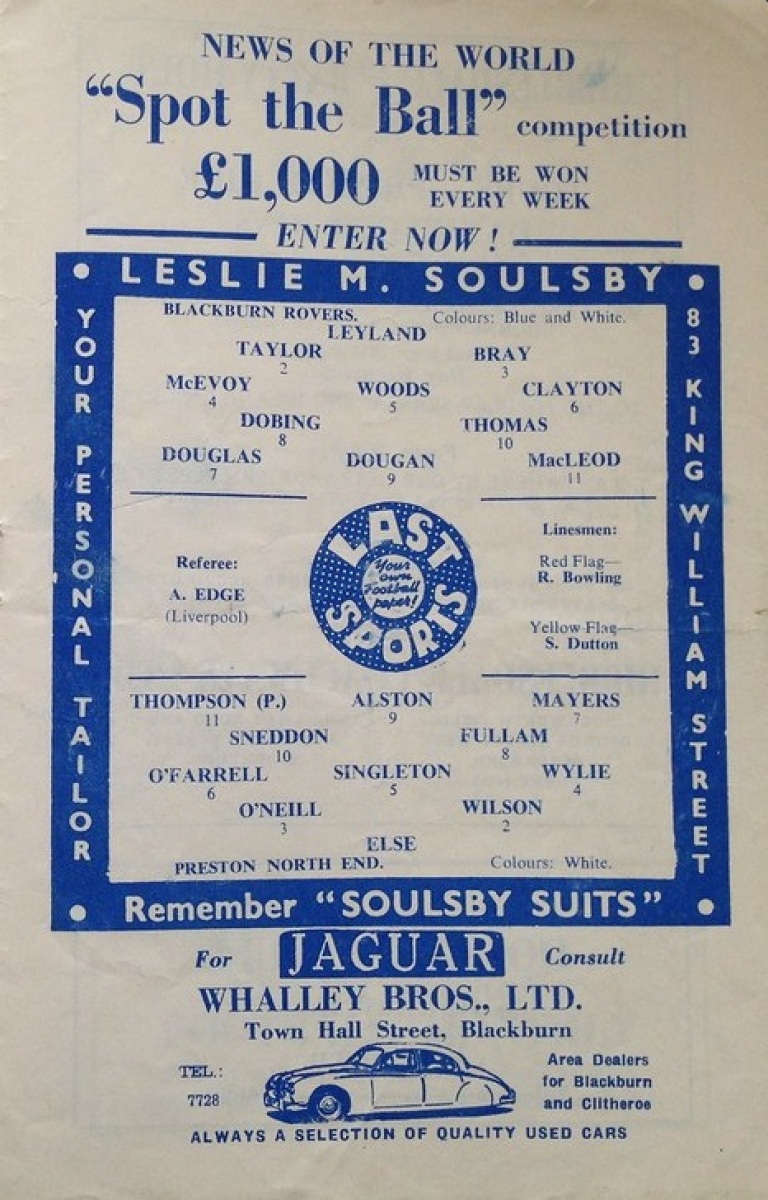 NEWS OF THE WORLD
“Spot the Ball” competition
£1,000 MUST BE WON
EVERY WEEK
ENTER NOW!
• LESLIE M. SOULSBY •
YOUR PERSONAL TAILOR
83 KING WILLIAM STREET
BLACKBURN ROVERS. Colours: Blue and White.
LEYLAND
TAYLOR BRAY
2 3
McEVOY WOODS CLAYTON
4 5 6
DOBING THOMAS
8 10
DOUGLAS DOUGAN MacLEOD
7 9 11
Referee:
A. EDGE
(Liverpool)
LAST
Your
own
Football
paper!
SPORTS
Linesmen:
Red Flag—
R. Bowling
Yellow Flag—
S. Dutton
THOMPSON (P.) ALSTON MAYERS
11 9 7
SNEDDON FULLAM
10 8
O'FARRELL SINGLETON WYLIE
6 5 4
O'NEILL WILSON
3 2
ELSE
PRESTON NORTH END. Colours: White.
• Remember “SOULSBY SUITS” •
For JAGUAR Consult
WHALLEY BROS., LTD.
Town Hall Street, Blackburn
TEL.:
7728
Area Dealers
for Blackburn
and Clitheroe
ALWAYS A SELECTION OF QUALITY USED CARS